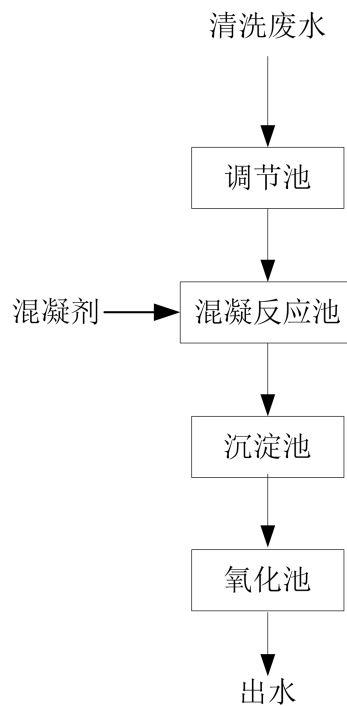 清洗废水
调节池
混凝剂
混凝反应池
沉淀池
氧化池
出水